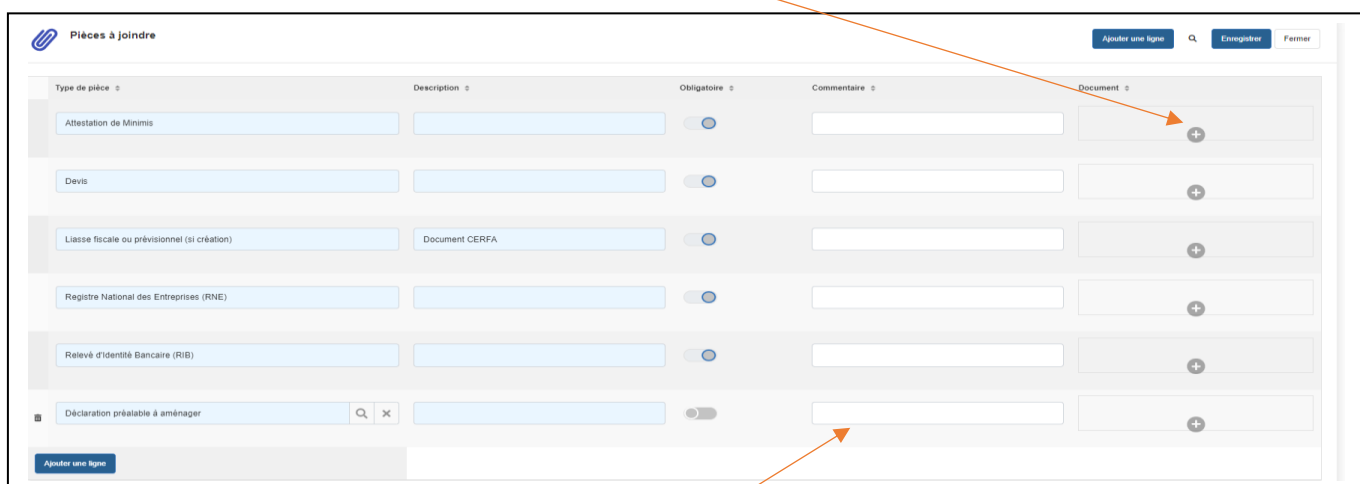 Pièces à joindre
Ajouter une ligne Enregistrer Fermer
Type de pièce Description Obligatoire Commentaire Document
Attestation de Minimis
Devis
Liasse fiscale ou prévisionnel (si création) Document CERFA
Registre National des Entreprises (RNE)
Relevé d'Identité Bancaire (RIB)
Déclaration préalable à aménager
Ajouter une ligne